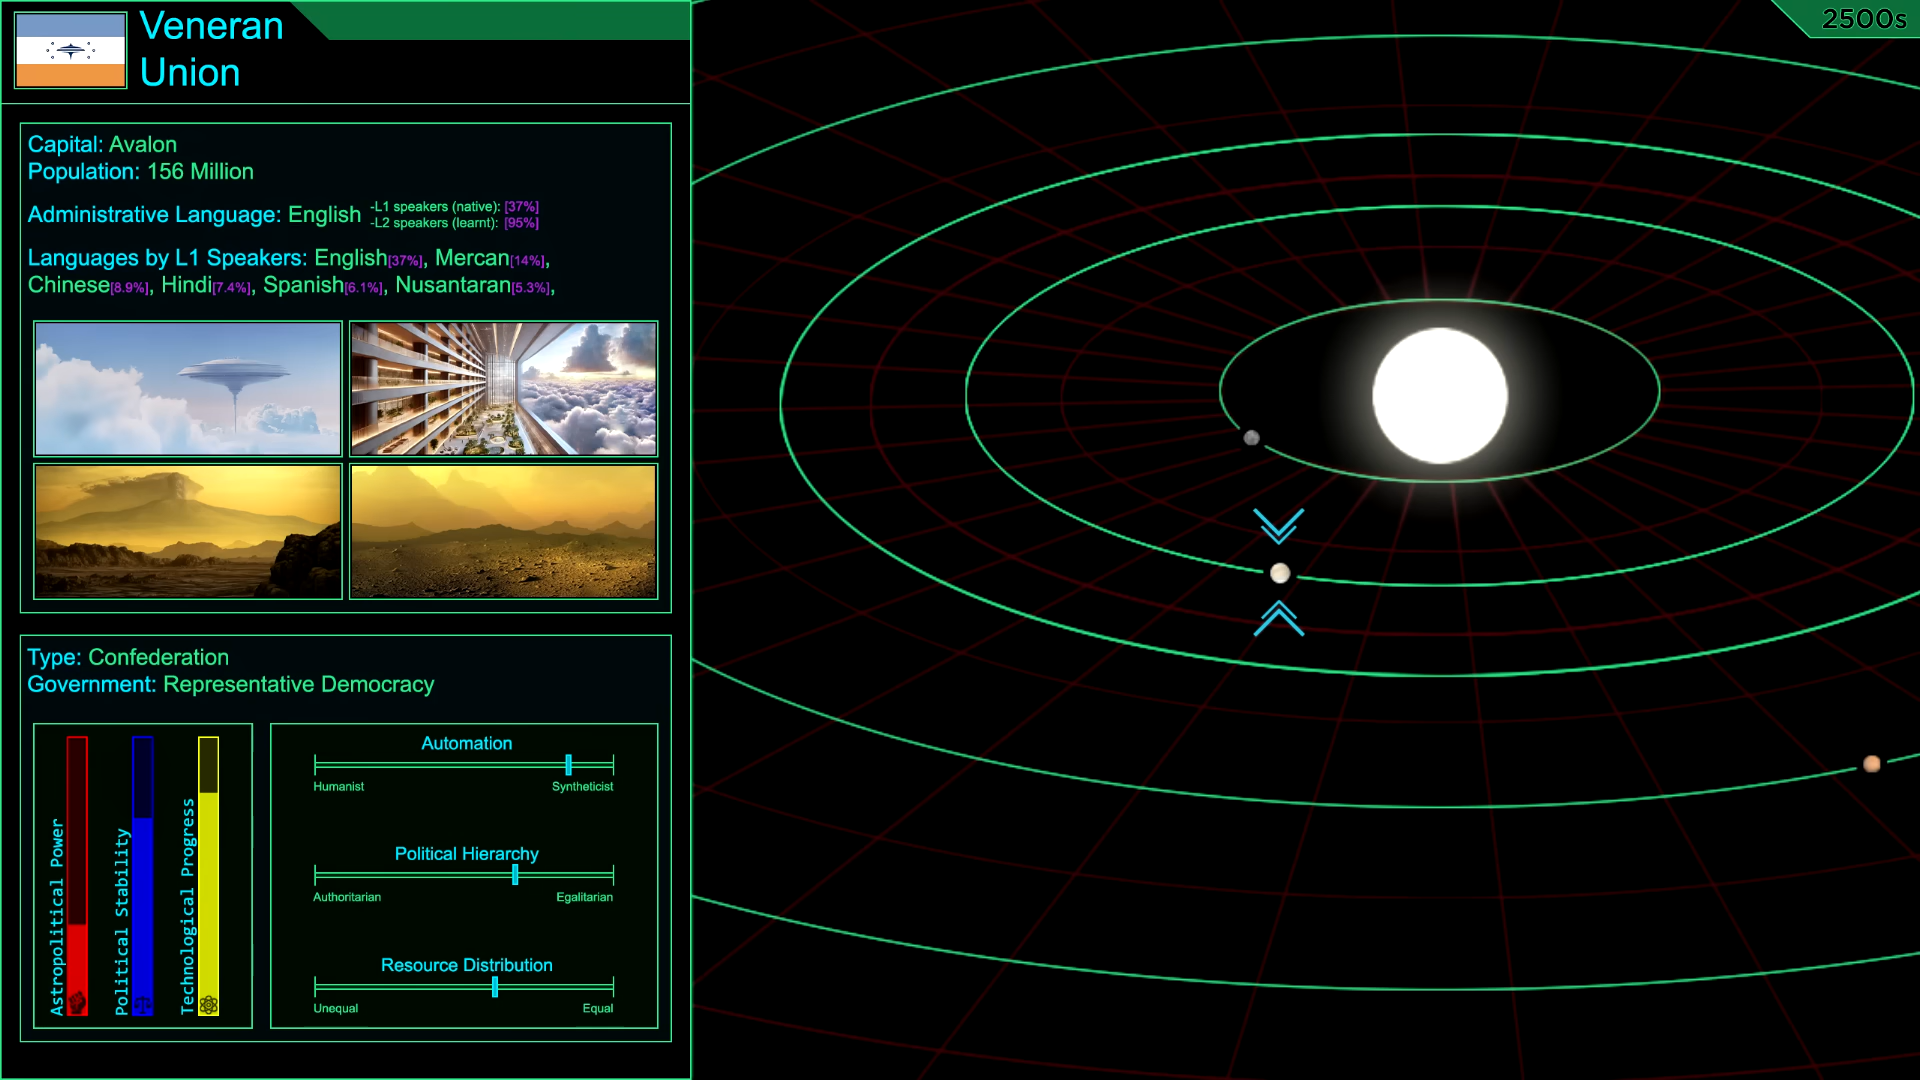 Veneran
Union
2500s
Capital: Avalon
Population: 156 Million
Administrative Language: English
-L1 speakers (native): [37%]
-L2 speakers (learnt): [95%]
Languages by L1 Speakers: English[37%], Mercan[14%],
Chinese[8.9%], Hindi[7.4%], Spanish[6.1%], Nusantaran[5.3%],
Type: Confederation
Government: Representative Democracy
Astropolitical Power
Political Stability
Technological Progress
Automation
Humanist
Syntheticist
Political Hierarchy
Authoritarian
Egalitarian
Resource Distribution
Unequal
Equal